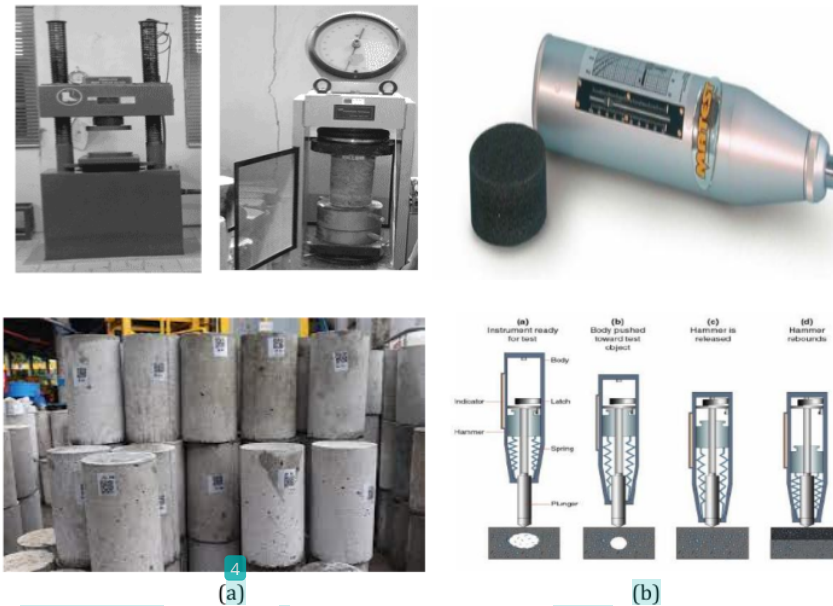 MATEST
(a)
Instrument ready
for test
(b)
Body pushed
toward test
object
(c)
Hammer is
released
(d)
Hammer
rebounds
Body
Indicator
Latch
Hammer
Spring
Plunger
4
(a)
(b)